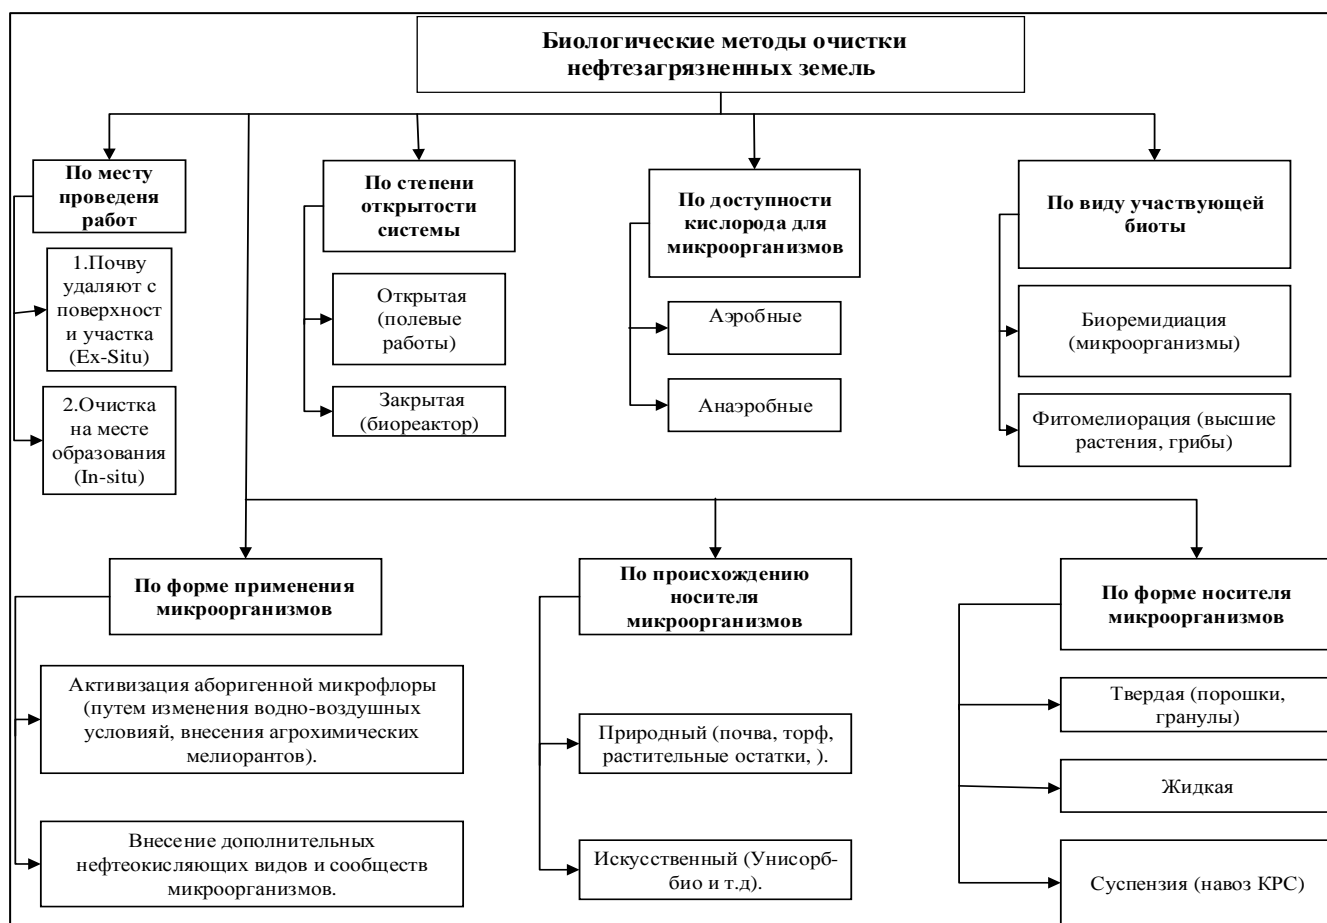 Биологические методы очистки
нефтезагрязненных земель
По месту
проведеня
работ
1.Почву
удаляют с
поверхност
и участка
(Ex-Situ)
2.Очистка
на месте
образования
(In-situ)
По степени
открытости
системы
Открытая
(полевые
работы)
Закрытая
(биореактор)
По доступности
кислорода для
микроорганизмов
Аэробные
Анаэробные
По виду участвующей
биоты
Биоремидиация
(микроорганизмы)
Фитомелиорация (высшие
растения, грибы)
По форме применения
микроорганизмов
Активизация аборигенной микрофлоры
(путем изменения водно-воздушных
условияй, внесения агрохимических
мелиорантов).
Внесение дополнительных
нефтеокисляющих видов и сообществ
микроорганизмов.
По происхождению
носителя
микроорганизмов
Природный (почва, торф,
растительные остатки, ).
Искусственный (Унисорб-
био и т.д).
По форме носителя
микроорганизмов
Твердая (порошки,
гранулы)
Жидкая
Суспензия (навоз КРС)